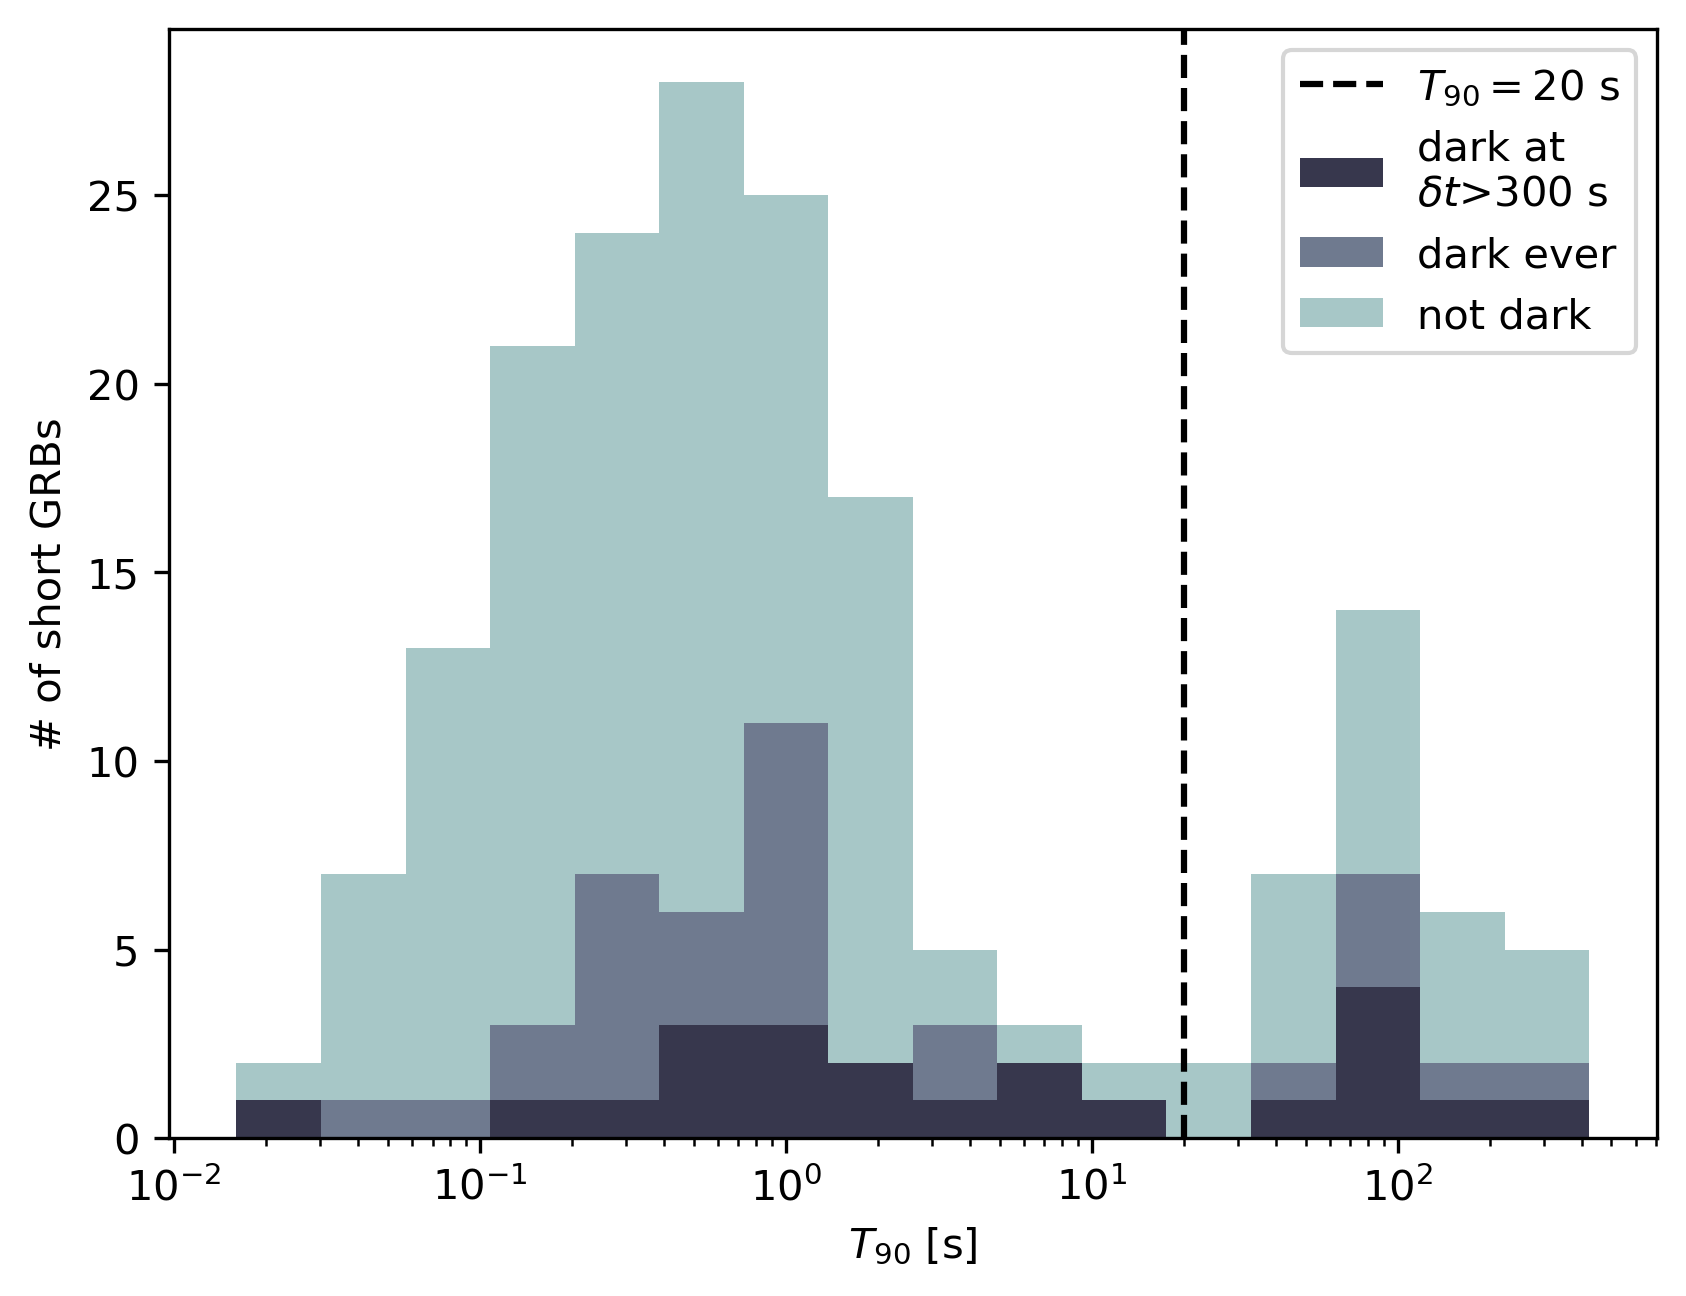 T₉₀ = 20 s
dark at
δt>300 s
dark ever
not dark
# of short GRBs
25
20
15
10
5
0
10⁻² 10⁻¹ 10⁰ 10¹ 10²
T₉₀ [s]